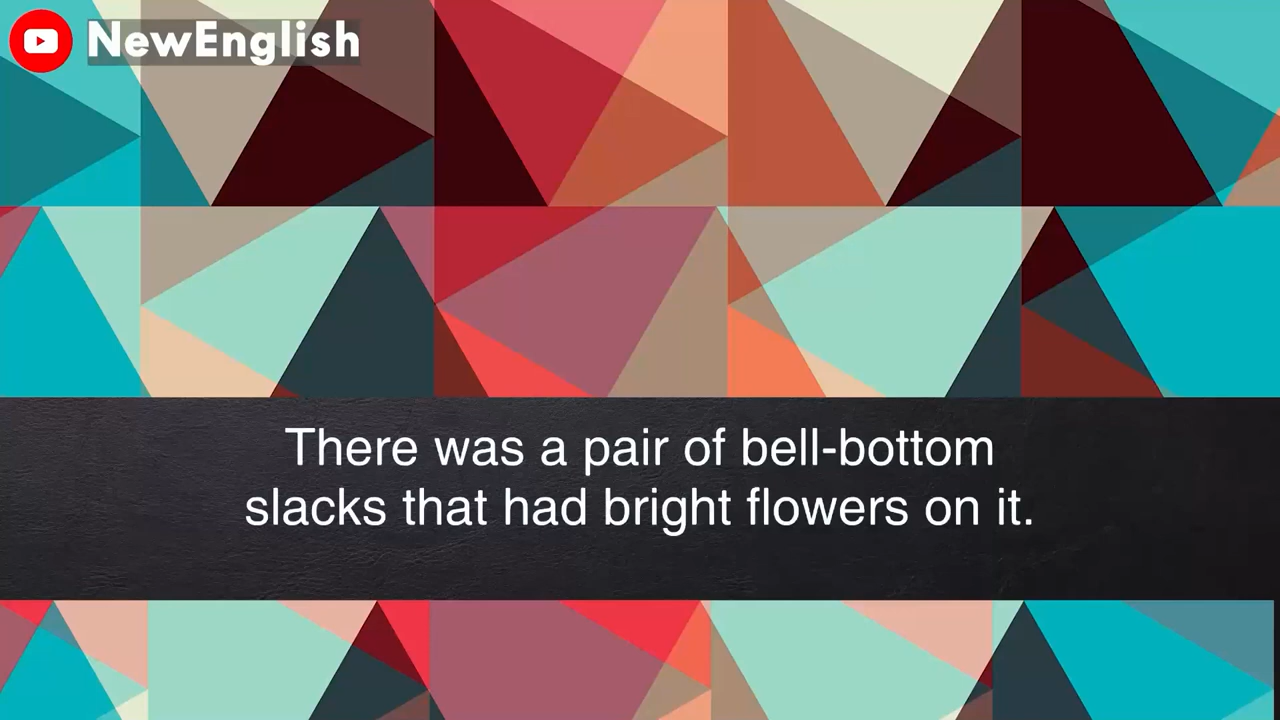 NewEnglish
There was a pair of bell-bottom
slacks that had bright flowers on it.